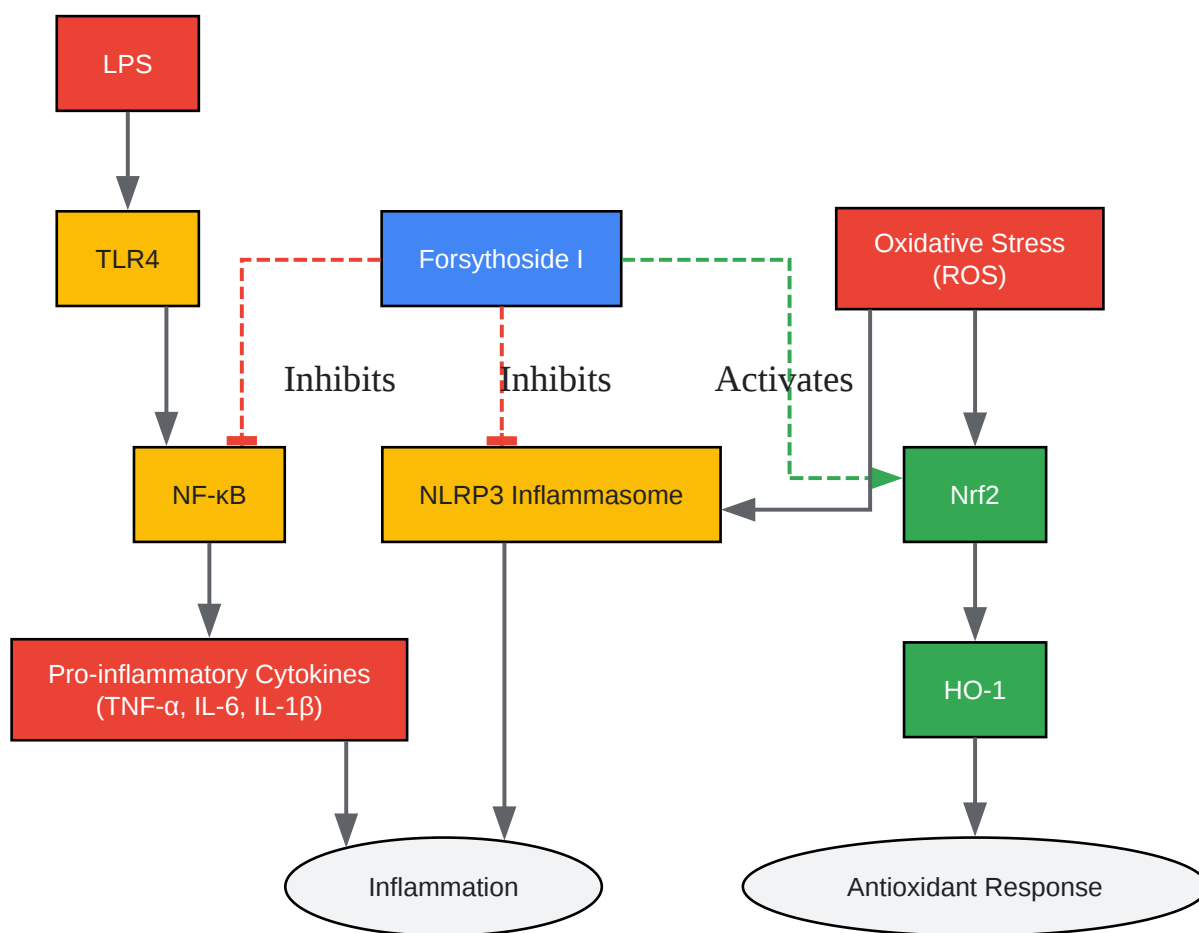 LPS
TLR4
Forsythoside I
Oxidative Stress
(ROS)
Inhibits
Inhibits
Activates
NF-κB
NLRP3 Inflammasome
Nrf2
Pro-inflammatory Cytokines
(TNF-α, IL-6, IL-1β)
HO-1
Inflammation
Antioxidant Response